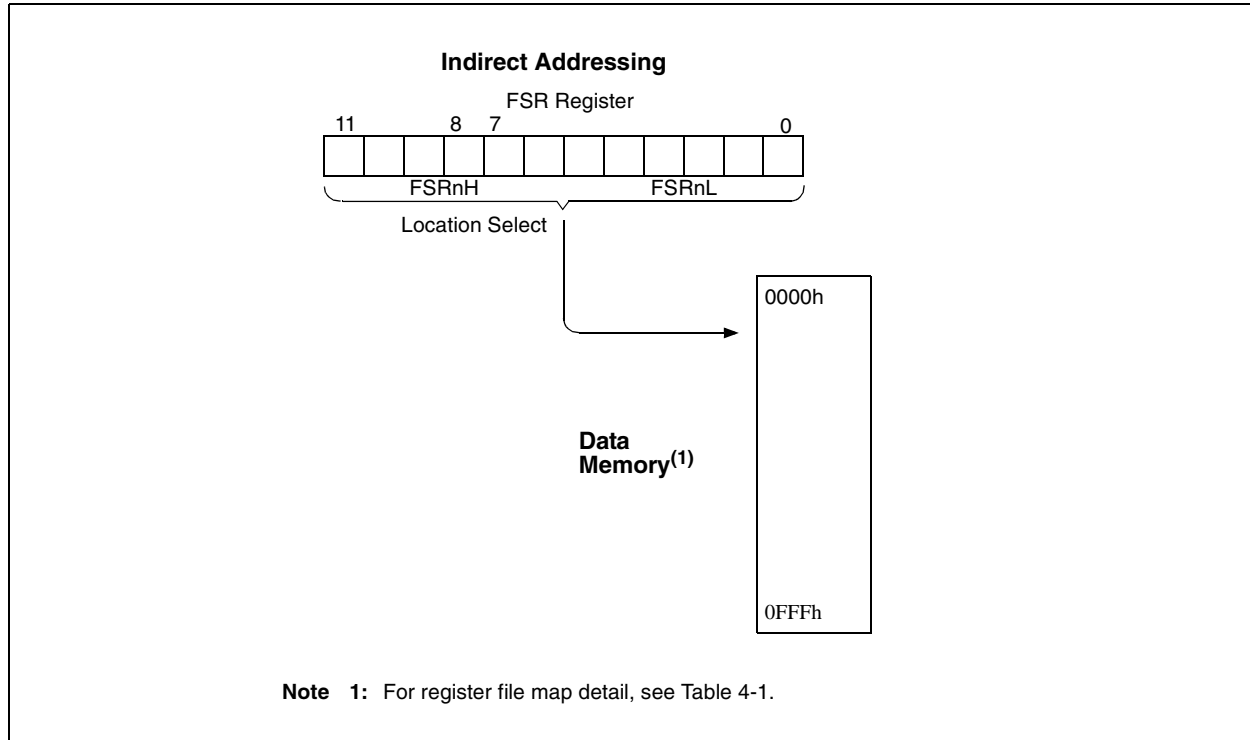 Indirect Addressing
FSR Register
11 8 7 0
FSRnH FSRnL
Location Select
0000h
Data
Memory(1)
0FFFh
Note 1: For register file map detail, see Table 4-1.